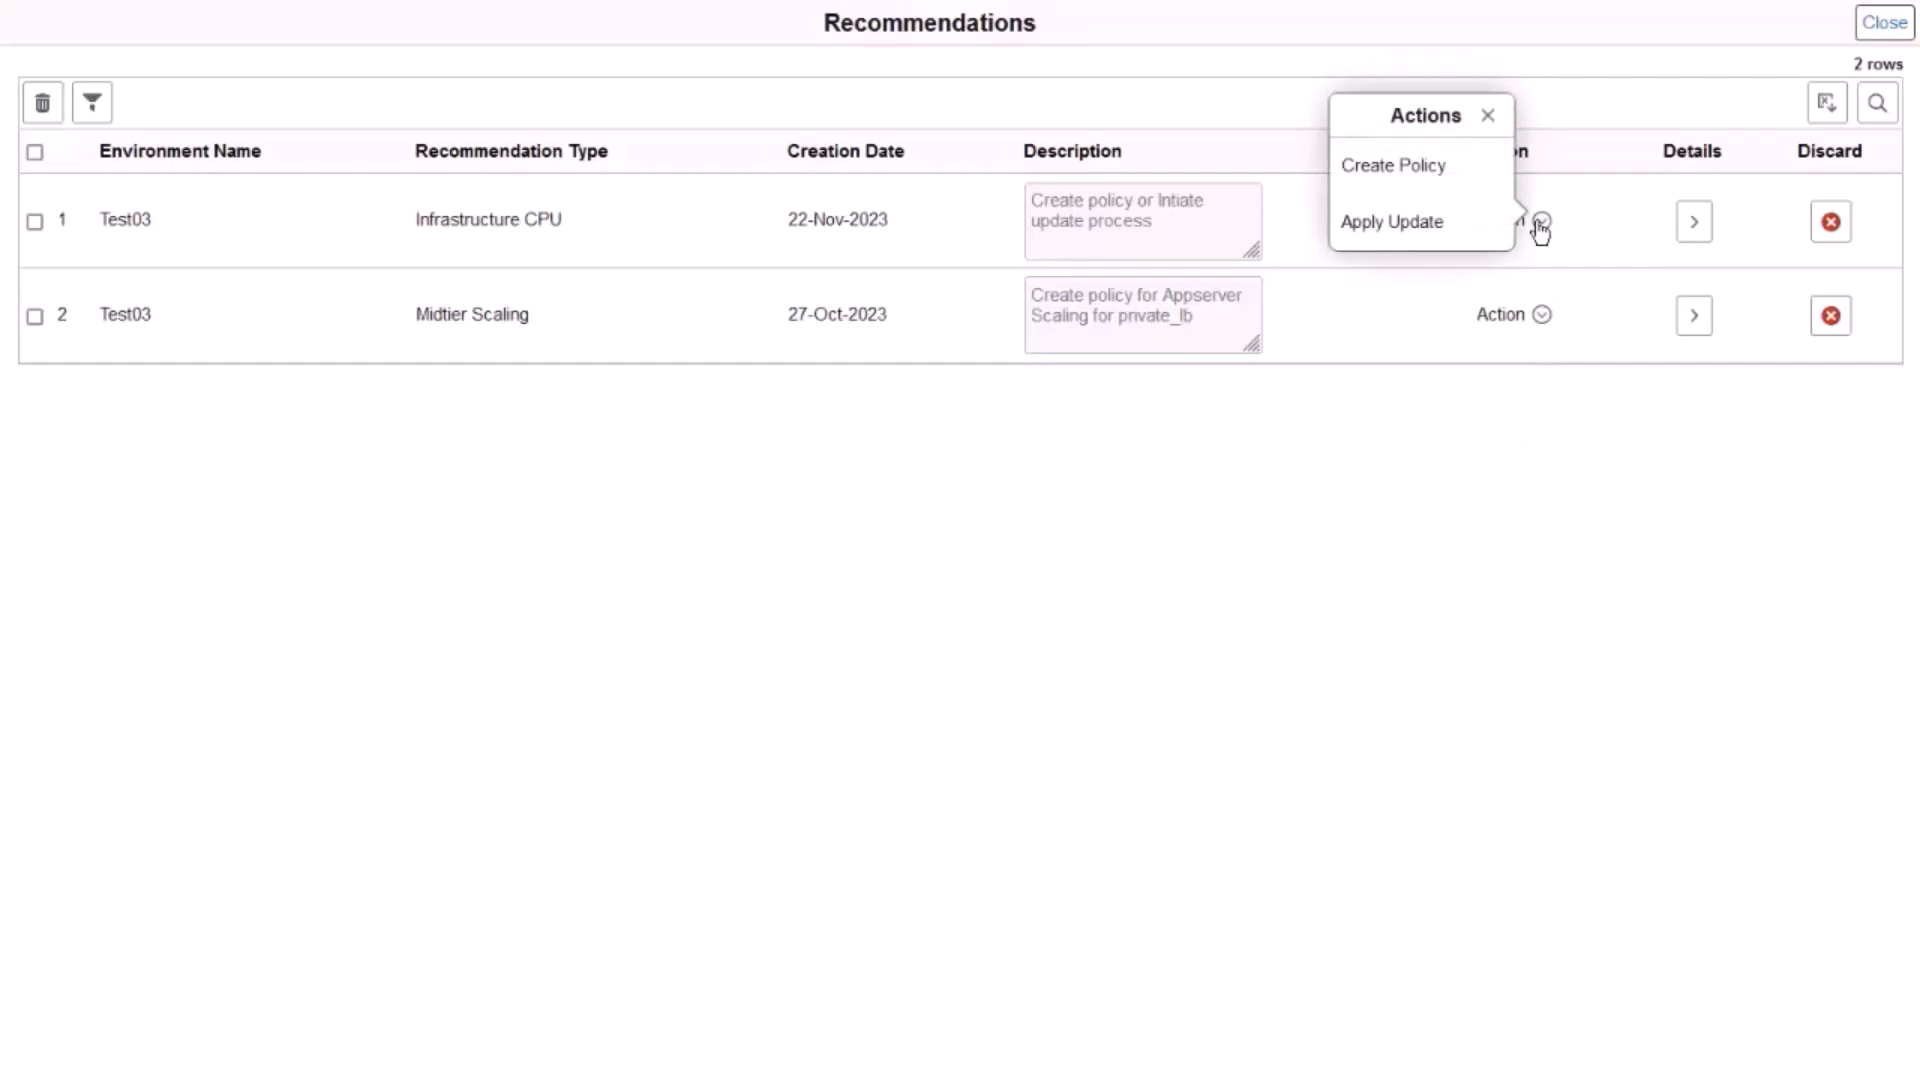 Recommendations
Close
2 rows
Actions
Environment Name Recommendation Type Creation Date Description on Details Discard
Create Policy
Apply Update
1 Test03 Infrastructure CPU 22-Nov-2023 Create policy or Intiate
update process
2 Test03 Midtier Scaling 27-Oct-2023 Create policy for Appserver
Scaling for private_lb
Action